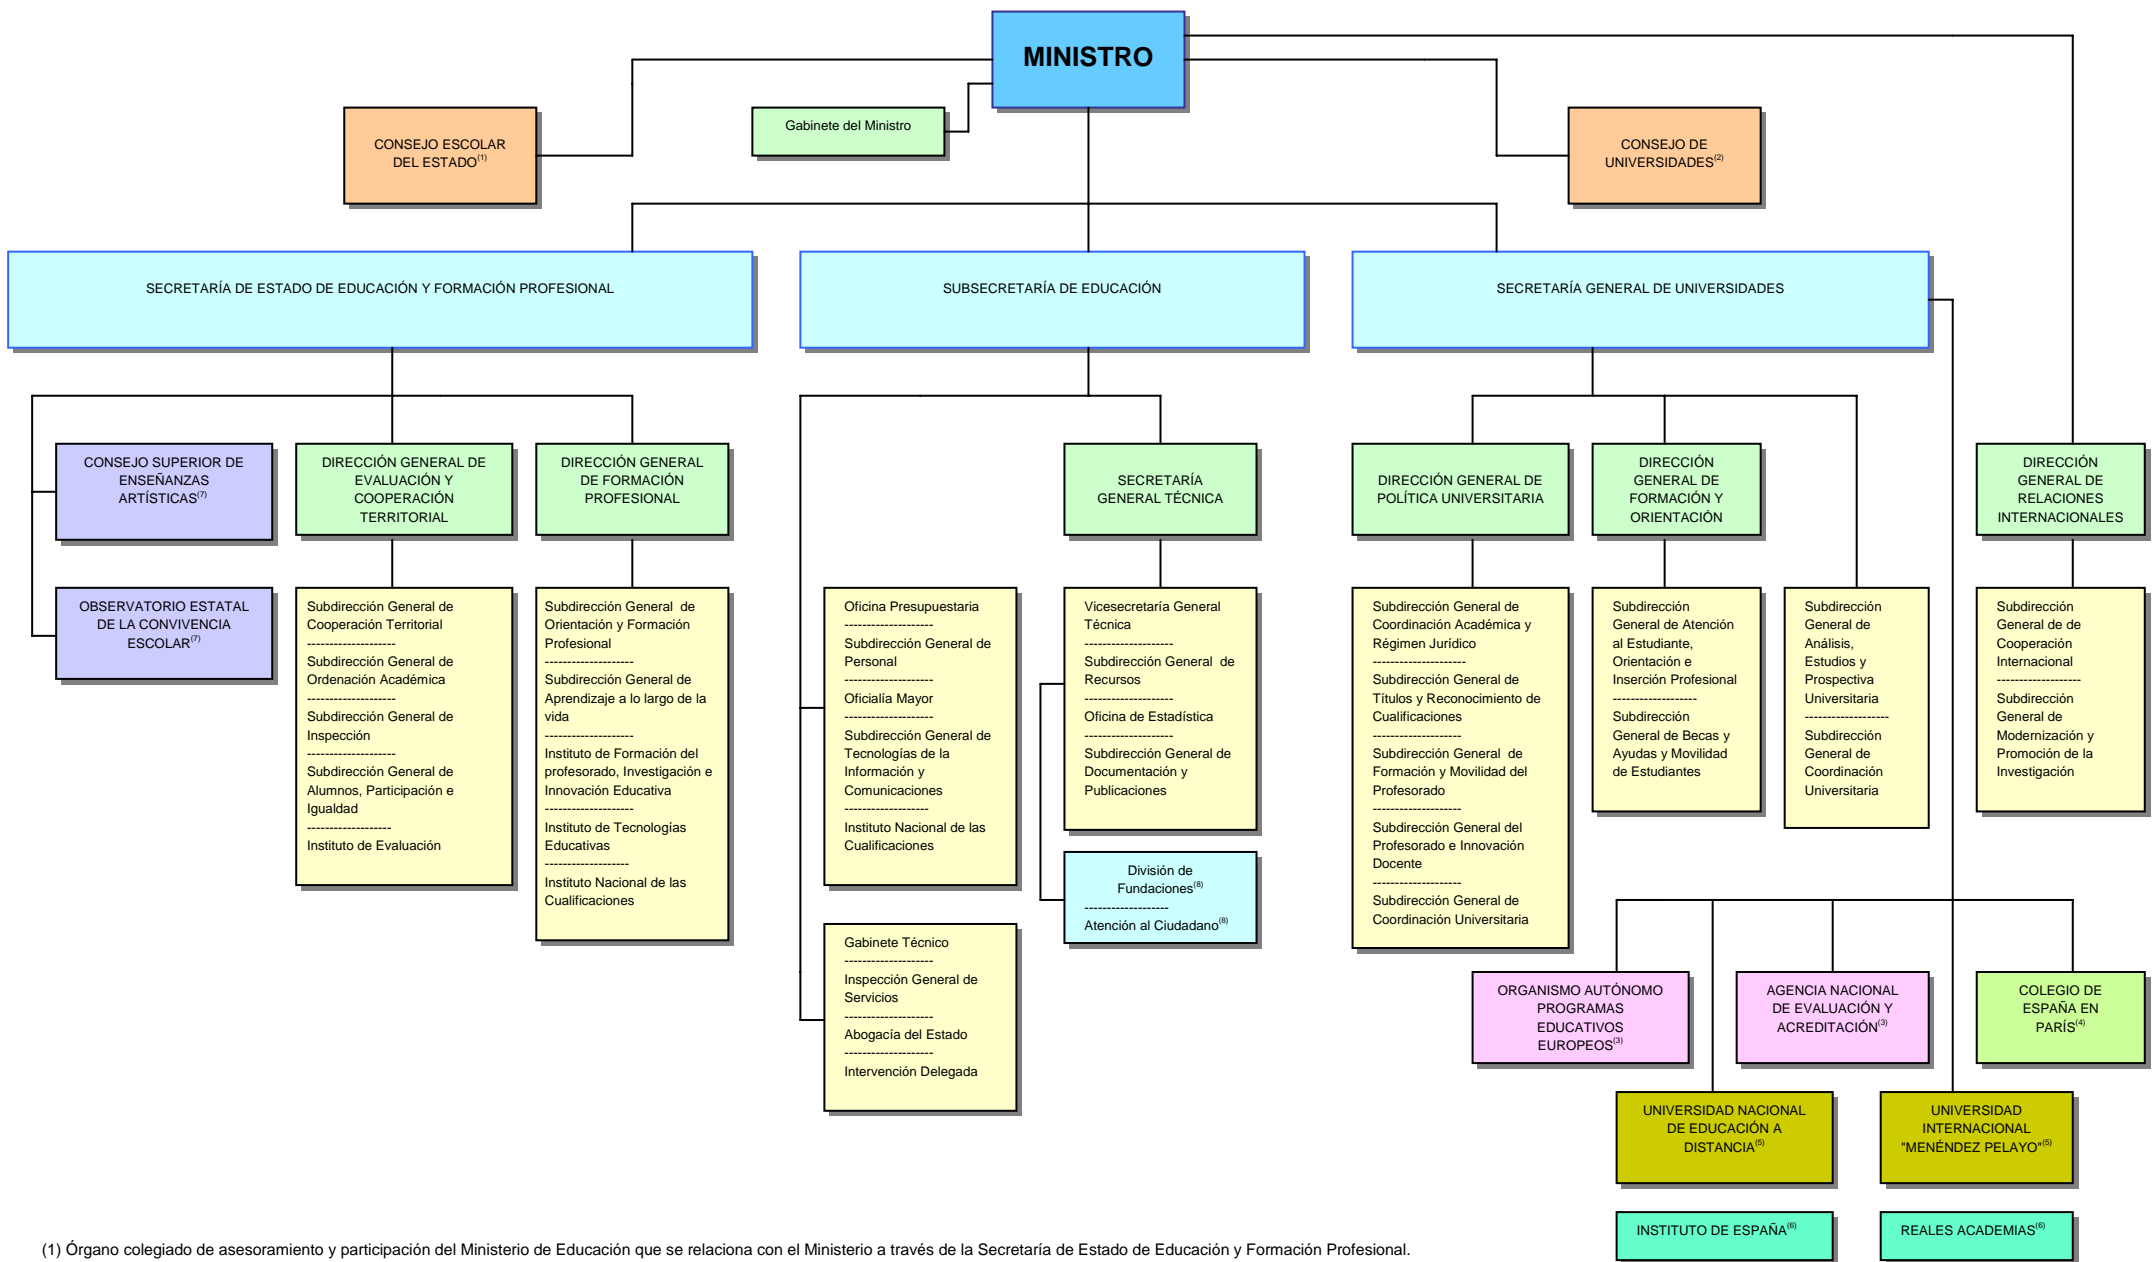 MINISTRO
Gabinete del Ministro
CONSEJO ESCOLAR
DEL ESTADO(1)
CONSEJO DE
UNIVERSIDADES(2)
SECRETARÍA DE ESTADO DE EDUCACIÓN Y FORMACIÓN PROFESIONAL
SUBSECRETARÍA DE EDUCACIÓN
SECRETARÍA GENERAL DE UNIVERSIDADES
CONSEJO SUPERIOR DE
ENSEÑANZAS
ARTÍSTICAS(7)
DIRECCIÓN GENERAL DE
EVALUACIÓN Y
COOPERACIÓN
TERRITORIAL
DIRECCIÓN GENERAL
DE FORMACIÓN
PROFESIONAL
SECRETARÍA
GENERAL TÉCNICA
DIRECCIÓN GENERAL DE
POLÍTICA UNIVERSITARIA
DIRECCIÓN
GENERAL DE
FORMACIÓN Y
ORIENTACIÓN
DIRECCIÓN
GENERAL DE
RELACIONES
INTERNACIONALES
OBSERVATORIO ESTATAL
DE LA CONVIVENCIA
ESCOLAR(7)
Subdirección General de
Cooperación Territorial
--------------------
Subdirección General de
Ordenación Académica
--------------------
Subdirección General de
Inspección
--------------------
Subdirección General de
Alumnos, Participación e
Igualdad
-------------------
Instituto de Evaluación
Subdirección General  de
Orientación y Formación
Profesional
--------------------
Subdirección General de
Aprendizaje a lo largo de la
vida
--------------------
Instituto de Formación del
profesorado, Investigación e
Innovación Educativa
--------------------
Instituto de Tecnologías
Educativas
-------------------
Instituto Nacional de las
Cualificaciones
Oficina Presupuestaria
--------------------
Subdirección General de
Personal
--------------------
Oficialía Mayor
--------------------
Subdirección General de
Tecnologías de la
Información y
Comunicaciones
-------------------
Instituto Nacional de las
Cualificaciones
Gabinete Técnico
--------------------
Inspección General de
Servicios
--------------------
Abogacía del Estado
--------------------
Intervención Delegada
Vicesecretaría General
Técnica
--------------------
Subdirección General  de
Recursos
--------------------
Oficina de Estadística
--------------------
Subdirección General de
Documentación y
Publicaciones
División de
Fundaciones(8)
-------------------
Atención al Ciudadano(8)
Subdirección General de
Coordinación Académica y
Régimen Jurídico
---------------------
Subdirección General de
Títulos y Reconocimiento de
Cualificaciones
--------------------
Subdirección General  de
Formación y Movilidad del
Profesorado
--------------------
Subdirección General del
Profesorado e Innovación
Docente
--------------------
Subdirección General de
Coordinación Universitaria
Subdirección
General de Atención
al Estudiante,
Orientación e
Inserción Profesional
-------------------
Subdirección
General de Becas y
Ayudas y Movilidad
de Estudiantes
Subdirección
General de
Análisis,
Estudios y
Prospectiva
Universitaria
-------------------
Subdirección
General de
Coordinación
Universitaria
Subdirección
General de de
Cooperación
Internacional
-------------------
Subdirección
General de
Modernización y
Promoción de la
Investigación
ORGANISMO AUTÓNOMO
PROGRAMAS
EDUCATIVOS
EUROPEOS(3)
AGENCIA NACIONAL
DE EVALUACIÓN Y
ACREDITACIÓN(3)
COLEGIO DE
ESPAÑA EN
PARÍS(4)
UNIVERSIDAD NACIONAL
DE EDUCACIÓN A
DISTANCIA(5)
UNIVERSIDAD
INTERNACIONAL
"MENÉNDEZ PELAYO"(5)
INSTITUTO DE ESPAÑA(6)
REALES ACADEMIAS(6)
(1) Órgano colegiado de asesoramiento y participación del Ministerio de Educación que se relaciona con el Ministerio a través de la Secretaría de Estado de Educación y Formación Profesional.